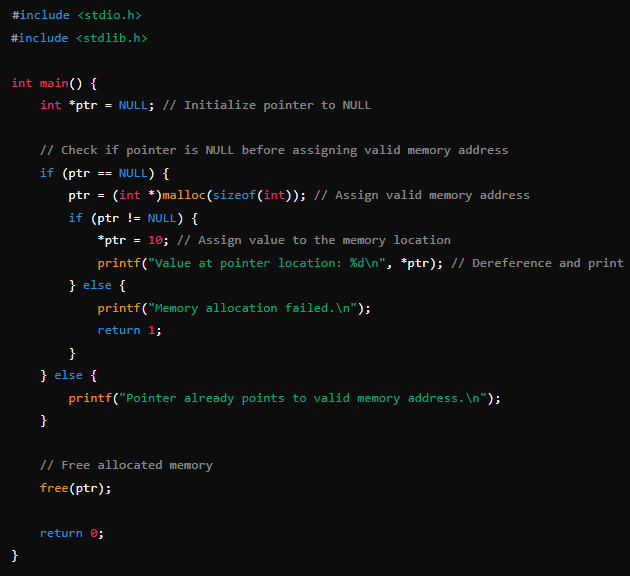 #include <stdio.h>
#include <stdlib.h>

int main() {
    int *ptr = NULL; // Initialize pointer to NULL

    // Check if pointer is NULL before assigning valid memory address
    if (ptr == NULL) {
        ptr = (int *)malloc(sizeof(int)); // Assign valid memory address
        if (ptr != NULL) {
            *ptr = 10; // Assign value to the memory location
            printf("Value at pointer location: %d\n", *ptr); // Dereference and print
        } else {
            printf("Memory allocation failed.\n");
            return 1;
        }
    } else {
        printf("Pointer already points to valid memory address.\n");
    }

    // Free allocated memory
    free(ptr);

    return 0;
}